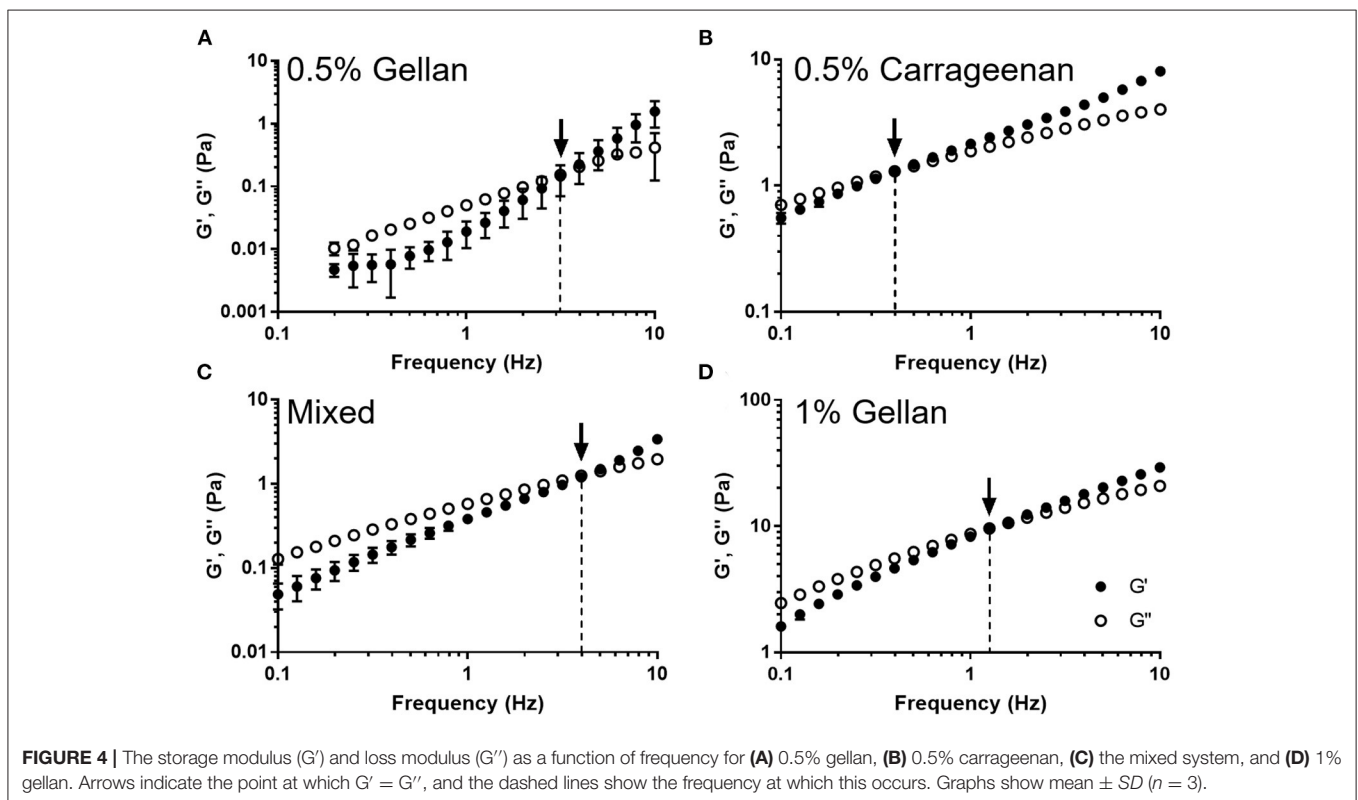 A
0.5% Gellan
10
1
0.1
0.01
0.001
G', G'' (Pa)
0.1
1
10
Frequency (Hz)
B
0.5% Carrageenan
10
1
0.1
G', G'' (Pa)
0.1
1
10
Frequency (Hz)
C
Mixed
10
1
0.1
0.01
G', G'' (Pa)
0.1
1
10
Frequency (Hz)
D
1% Gellan
100
10
1
G', G'' (Pa)
G'
G''
0.1
1
10
Frequency (Hz)
FIGURE 4 | The storage modulus (G′) and loss modulus (G′′) as a function of frequency for (A) 0.5% gellan, (B) 0.5% carrageenan, (C) the mixed system, and (D) 1%
gellan. Arrows indicate the point at which G′ = G′′, and the dashed lines show the frequency at which this occurs. Graphs show mean ± SD (n = 3).